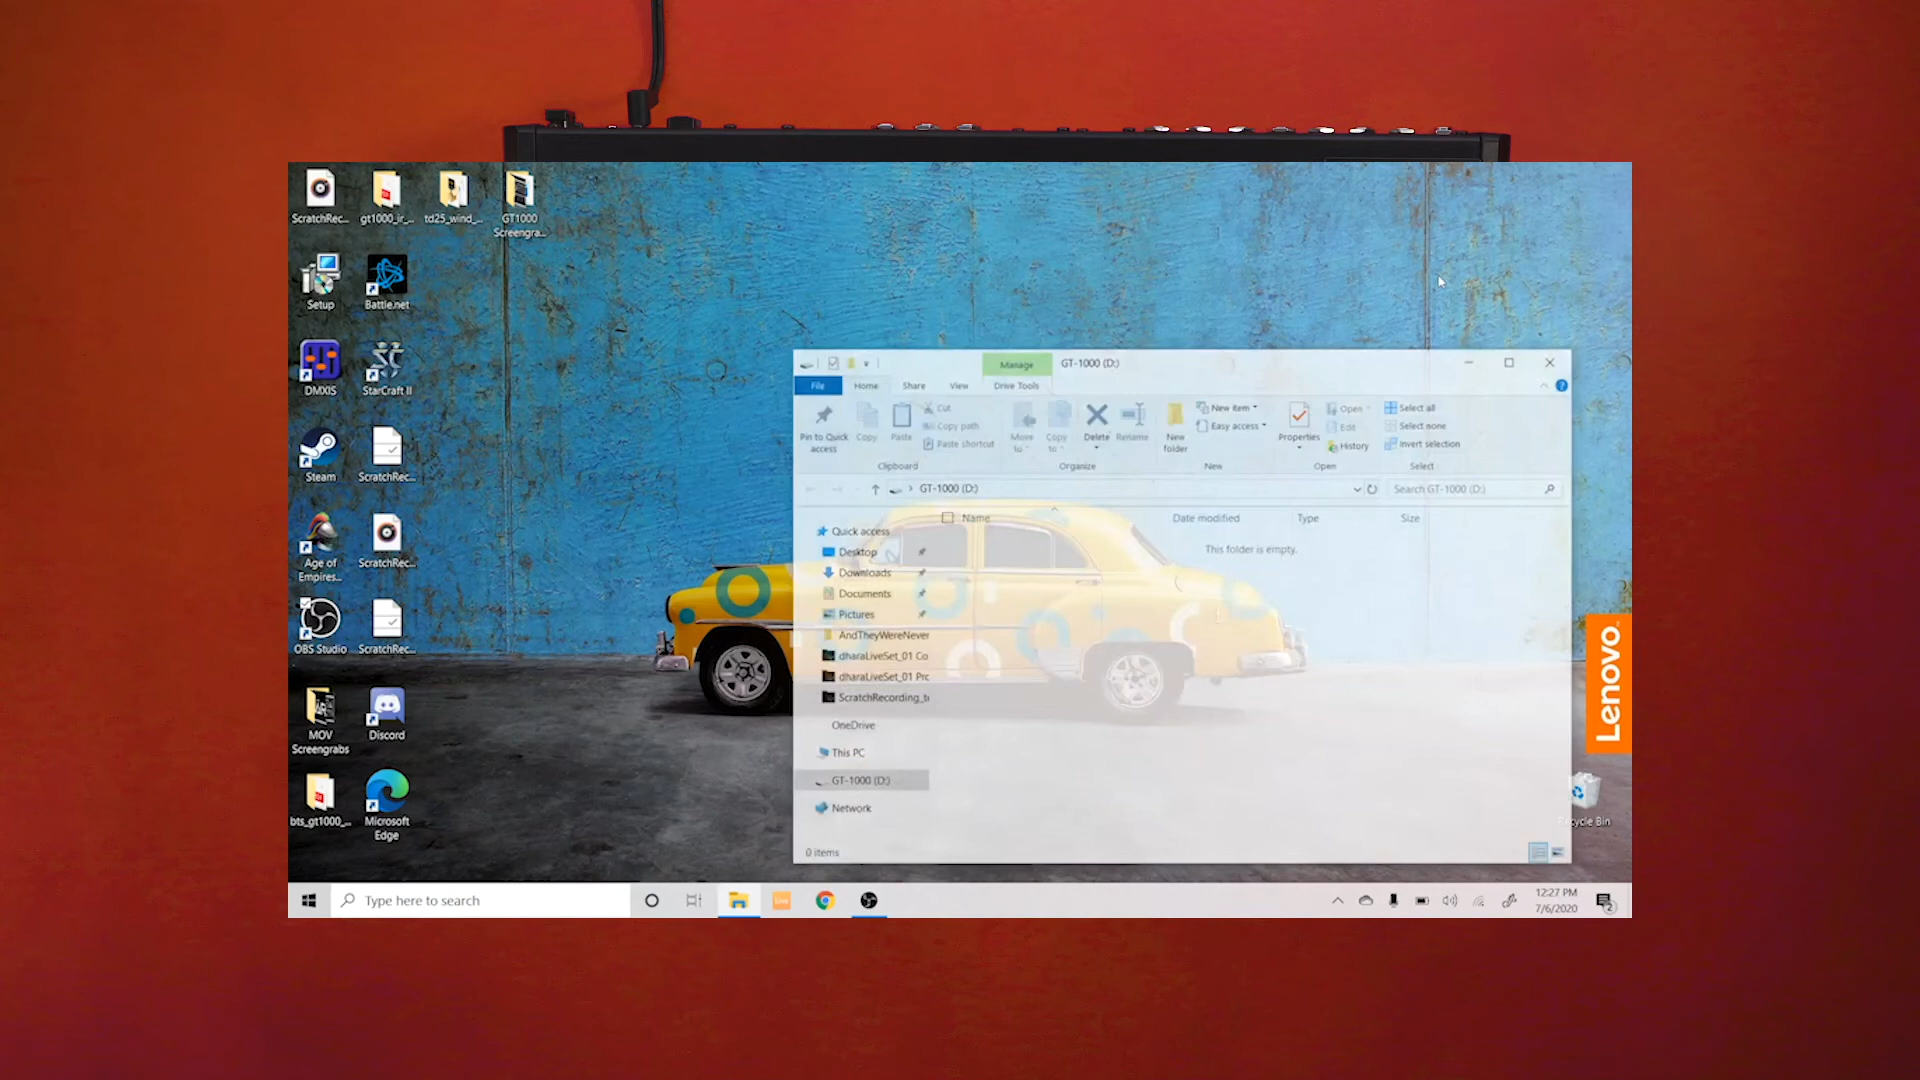 ScratchRec...
gt1000_ir_...
td25_wind_...
GT1000
Screengra...
Setup
Battle.net
DMXIS
StarCraft II
Steam
ScratchRec...
Age of
Empires...
ScratchRec...
OBS Studio
ScratchRec...
MOV
Screengrabs
Discord
bts_gt1000_...
Microsoft
Edge
Manage
GT-1000 (D:)
File
Home
Share
View
Drive Tools
Pin to Quick
access
Copy
Paste
Cut
Copy path
Paste shortcut
Clipboard
Move
to
Copy
to
Delete
Rename
Organize
New
folder
New item
Easy access
New
Properties
Open
Edit
History
Open
Select all
Select none
Invert selection
Select
GT-1000 (D:)
Search GT-1000 (D:)
Name
Date modified
Type
Size
This folder is empty.
Quick access
Desktop
Downloads
Documents
Pictures
AndTheyWereNever
dharaLiveSet_01 Co
dharaLiveSet_01 Prc
ScratchRecording_t
OneDrive
This PC
GT-1000 (D:)
Network
0 items
Lenovo
Recycle Bin
Type here to search
Live
12:27 PM
7/6/2020
2